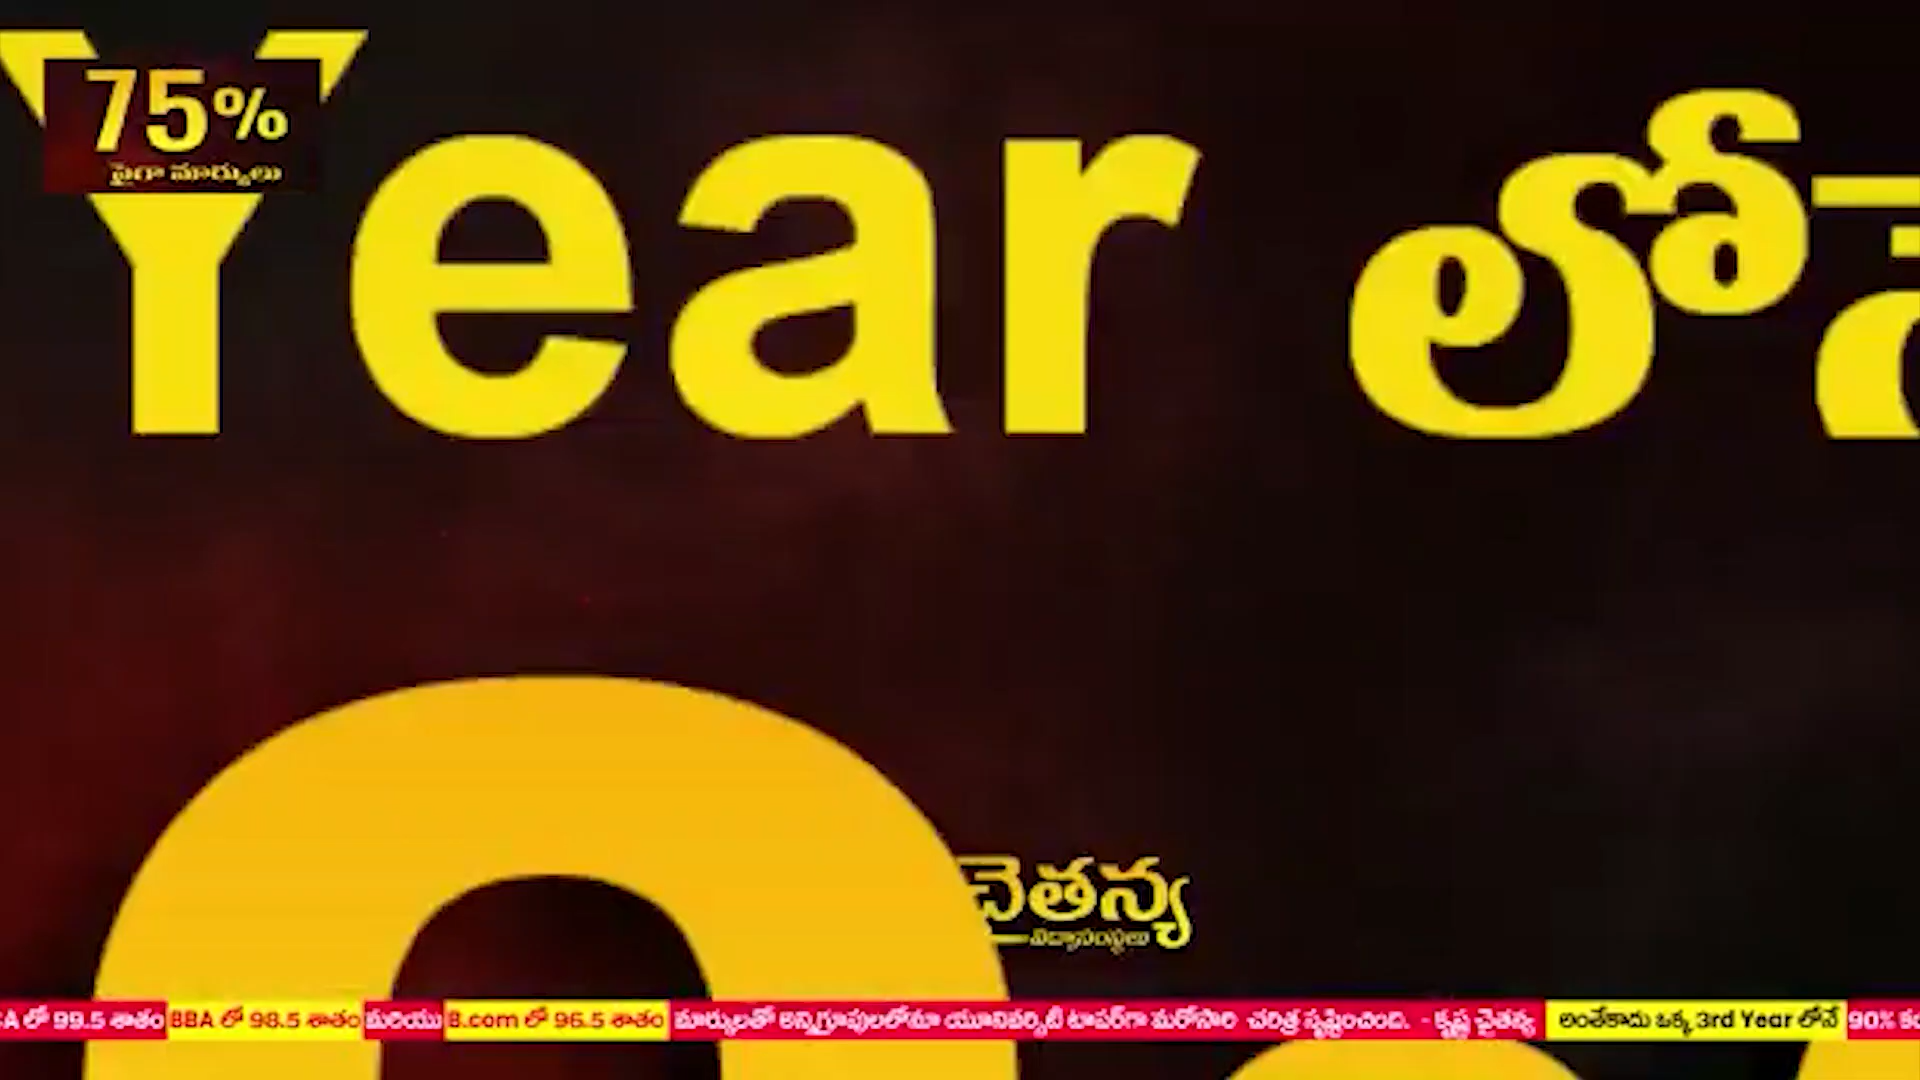 Year లోనే
75%
పైగా మార్కులు
చైతన్య
విద్యాసంస్థలు
లో 99.5 శాతం BBA లో 98.5 శాతం మరియు B.com లో 96.5 శాతం మార్కులతో అన్నిగ్రూపులలోనూ యూనివర్సిటీ టాపర్‌గా మరోసారి చరిత్ర సృష్టించింది. - కృష్ణ చైతన్య అంతేకాదు ఒక్క 3rd Year లోనే 90%